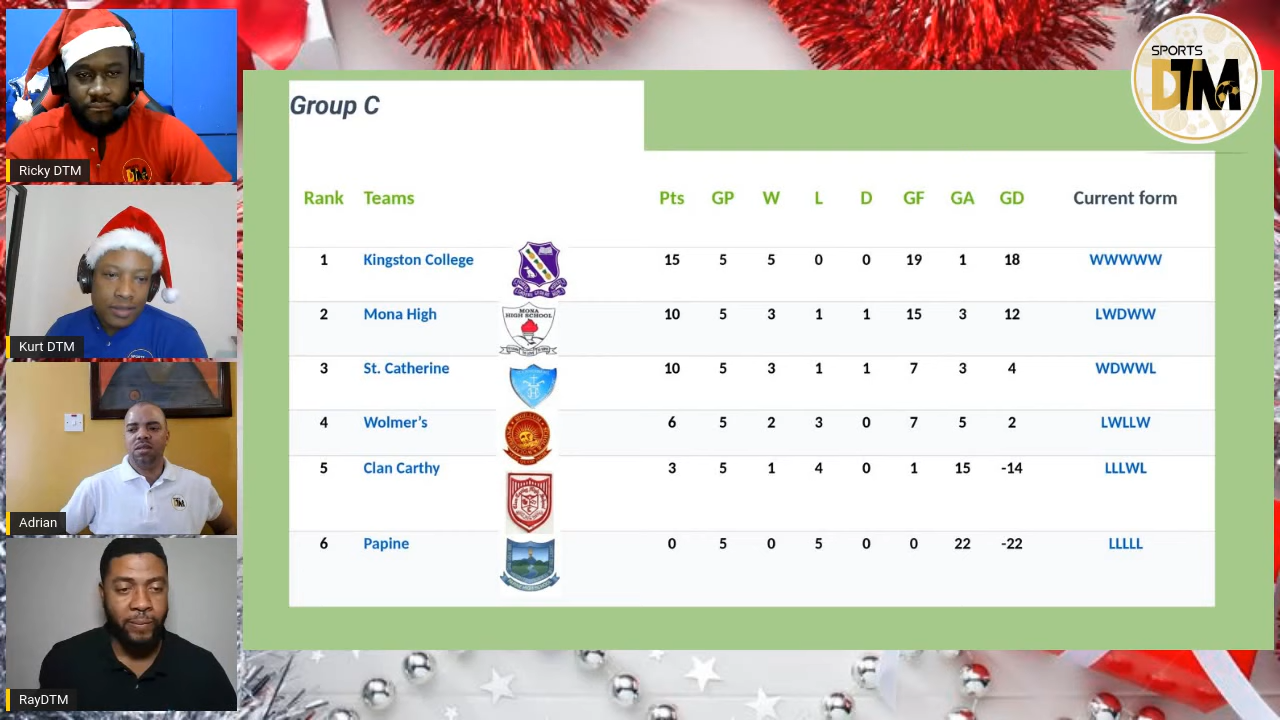 SPORTS
DTM
Ricky DTM
Kurt DTM
Adrian
RayDTM
Group C
Rank Teams Pts GP W L D GF GA GD Current form
1 Kingston College 15 5 5 0 0 19 1 18 WWWWW
2 Mona High 10 5 3 1 1 15 3 12 LWDWW
MONA
HIGH SCHOOL
3 St. Catherine 10 5 3 1 1 7 3 4 WDWWL
4 Wolmer’s 6 5 2 3 0 7 5 2 LWLLW
5 Clan Carthy 3 5 1 4 0 1 15 -14 LLLWL
6 Papine 0 5 0 5 0 0 22 -22 LLLLL